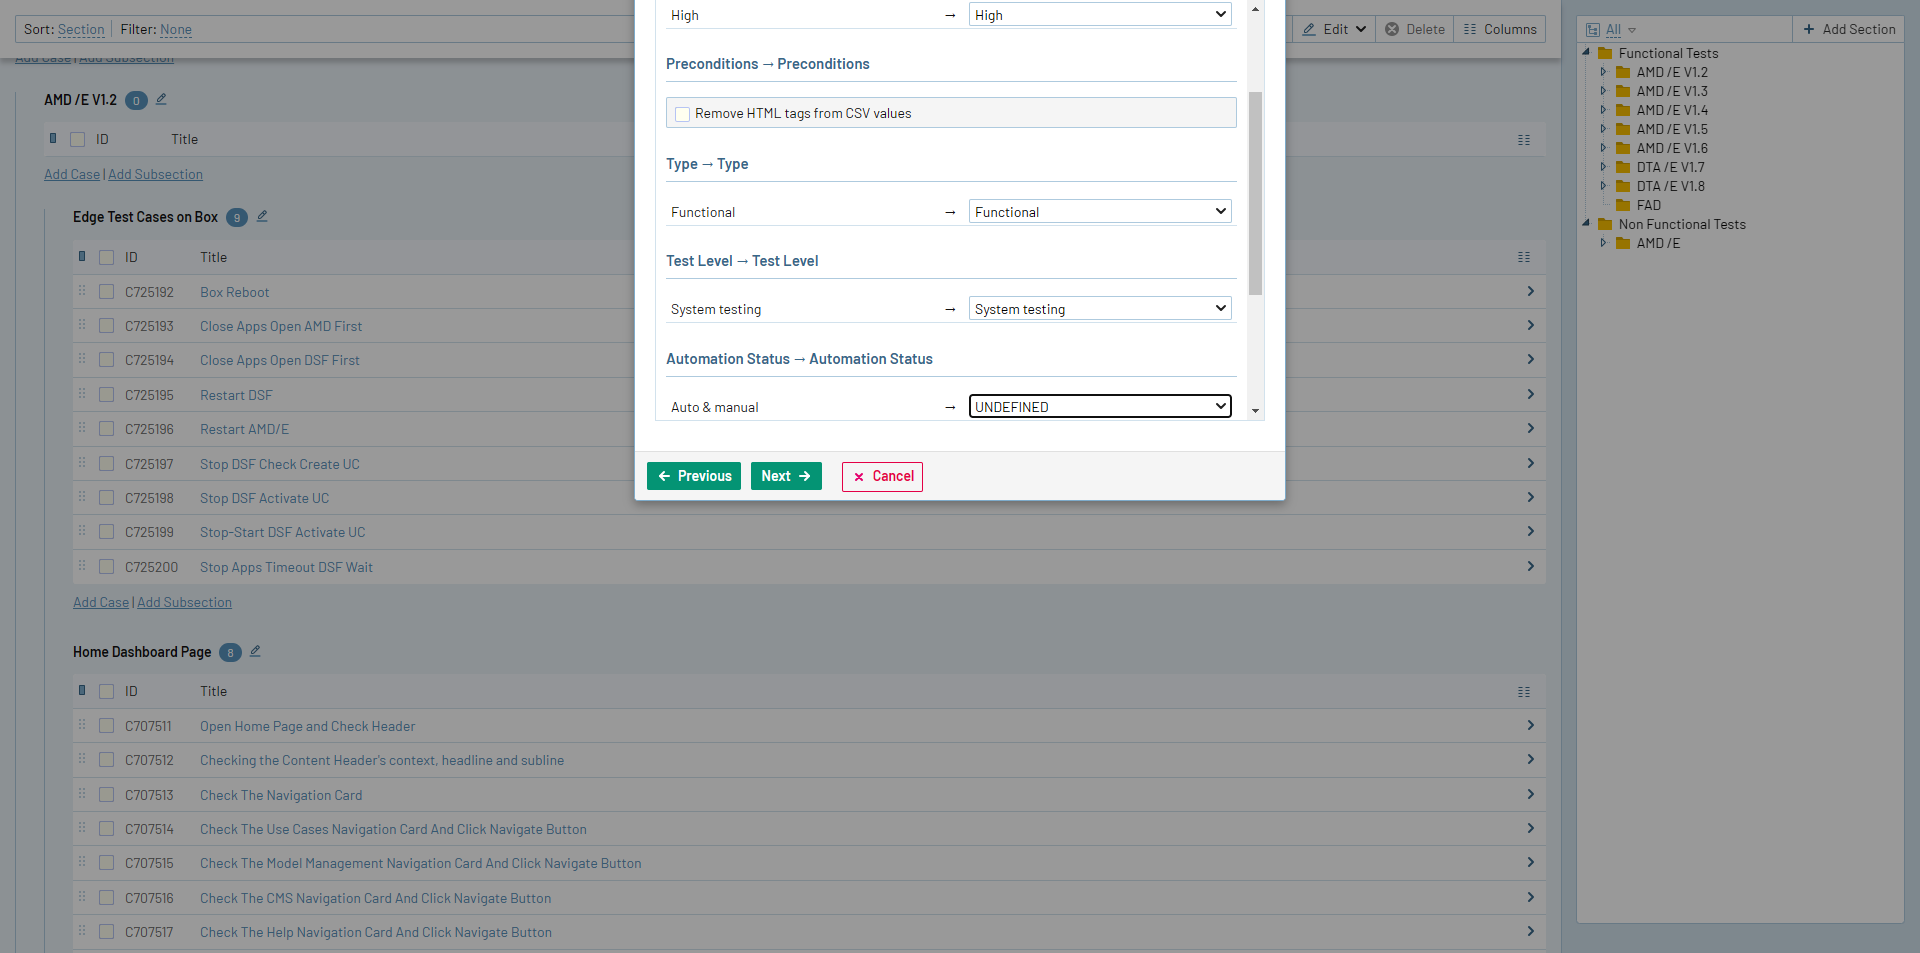 Sort: Section Filter: None
Edit
Delete
Columns
All
Add Section
Add Case | Add Subsection
AMD /E V1.2 0
ID Title
Add Case | Add Subsection
Edge Test Cases on Box 9
ID Title
C725192 Box Reboot
C725193 Close Apps Open AMD First
C725194 Close Apps Open DSF First
C725195 Restart DSF
C725196 Restart AMD/E
C725197 Stop DSF Check Create UC
C725198 Stop DSF Activate UC
C725199 Stop-Start DSF Activate UC
C725200 Stop Apps Timeout DSF Wait
Add Case | Add Subsection
Home Dashboard Page 8
ID Title
C707511 Open Home Page and Check Header
C707512 Checking the Content Header's context, headline and subline
C707513 Check The Navigation Card
C707514 Check The Use Cases Navigation Card And Click Navigate Button
C707515 Check The Model Management Navigation Card And Click Navigate Button
C707516 Check The CMS Navigation Card And Click Navigate Button
C707517 Check The Help Navigation Card And Click Navigate Button
High → High
Preconditions → Preconditions
Remove HTML tags from CSV values
Type → Type
Functional → Functional
Test Level → Test Level
System testing → System testing
Automation Status → Automation Status
Auto & manual → UNDEFINED
← Previous
Next →
× Cancel
Functional Tests
AMD /E V1.2
AMD /E V1.3
AMD /E V1.4
AMD /E V1.5
AMD /E V1.6
DTA /E V1.7
DTA /E V1.8
FAD
Non Functional Tests
AMD /E